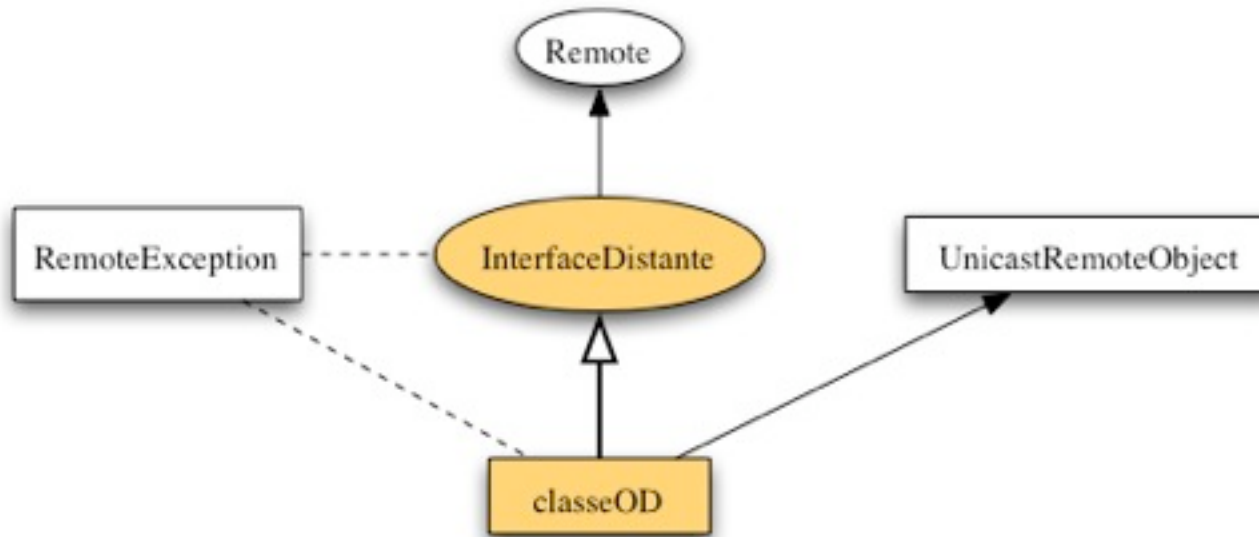 Remote
RemoteException
InterfaceDistante
UnicastRemoteObject
classeOD